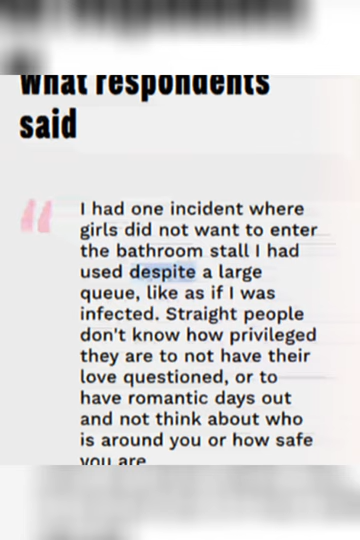 what respondents
said
“
I had one incident where
girls did not want to enter
the bathroom stall I had
used despite a large
queue, like as if I was
infected. Straight people
don't know how privileged
they are to not have their
love questioned, or to
have romantic days out
and not think about who
is around you or how safe
you are